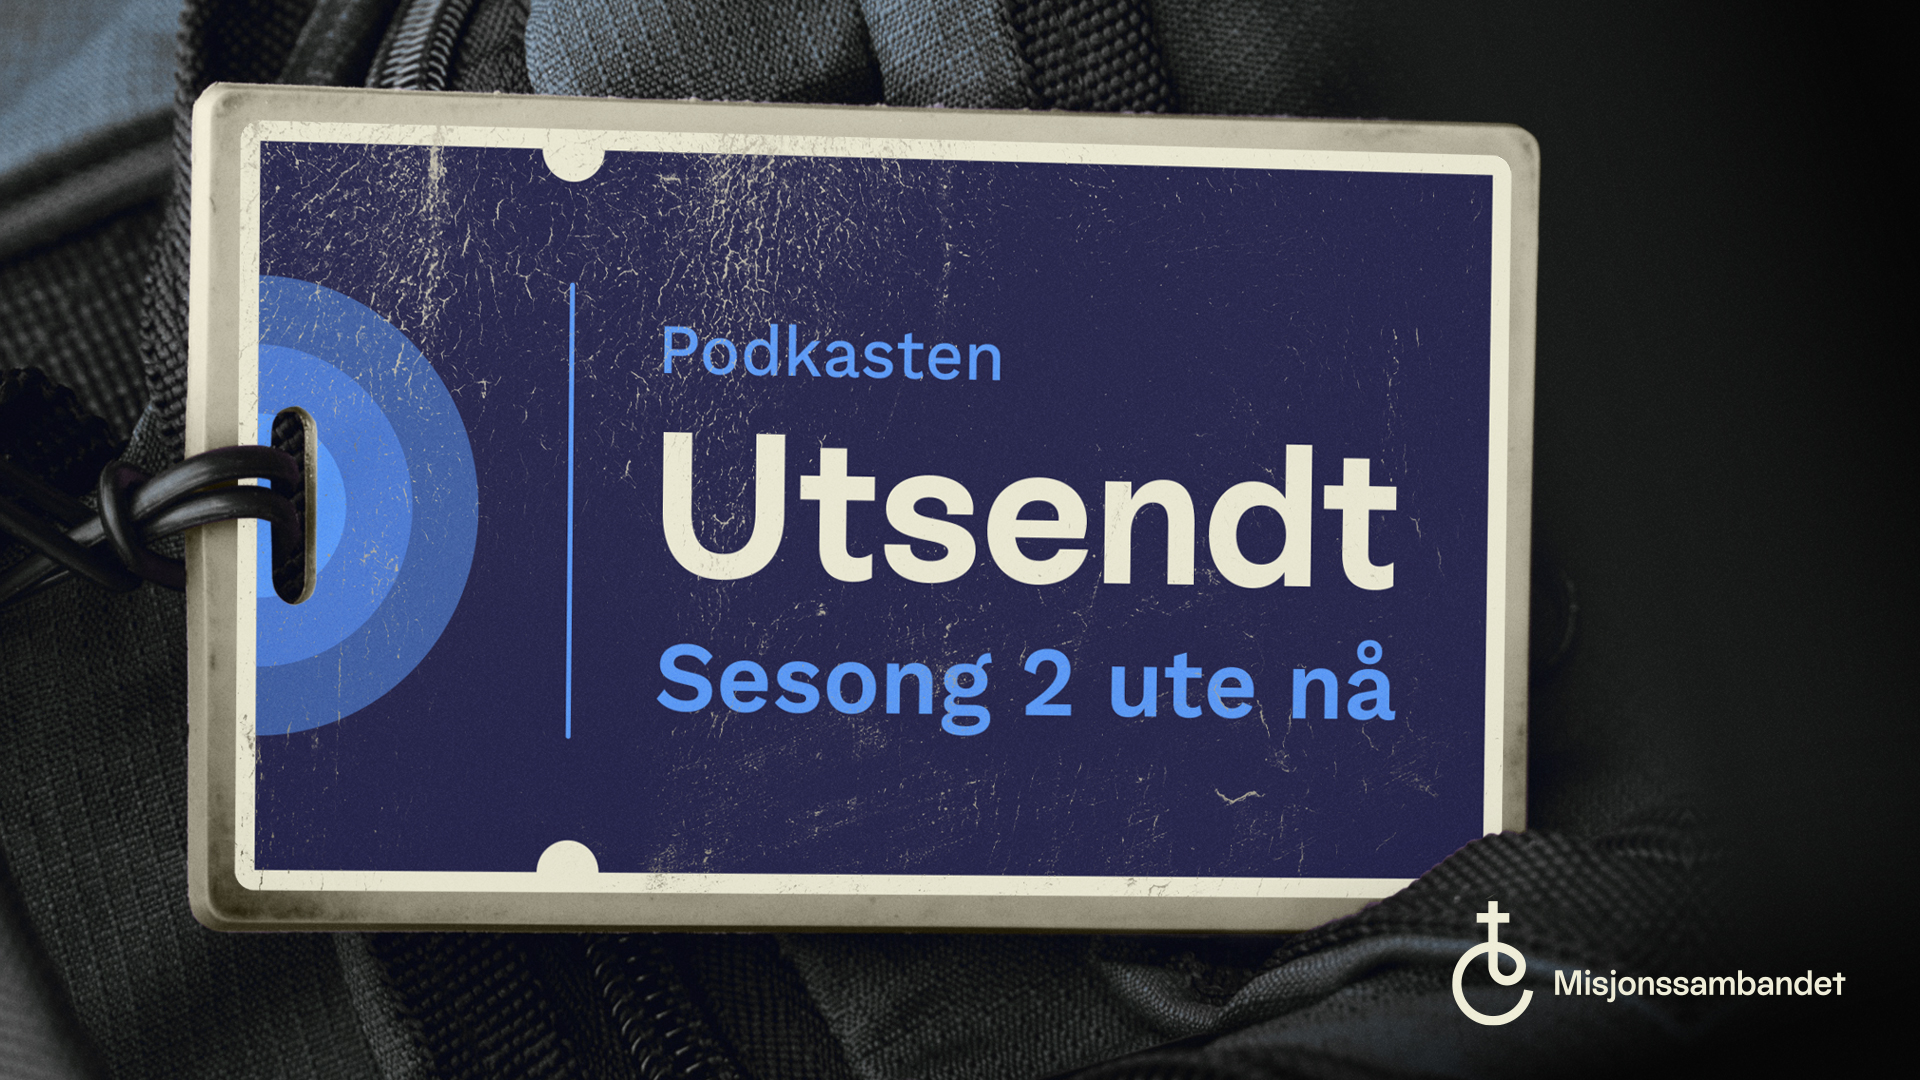 Podkasten
Utsendt
Sesong 2 ute nå
Misjonssambandet